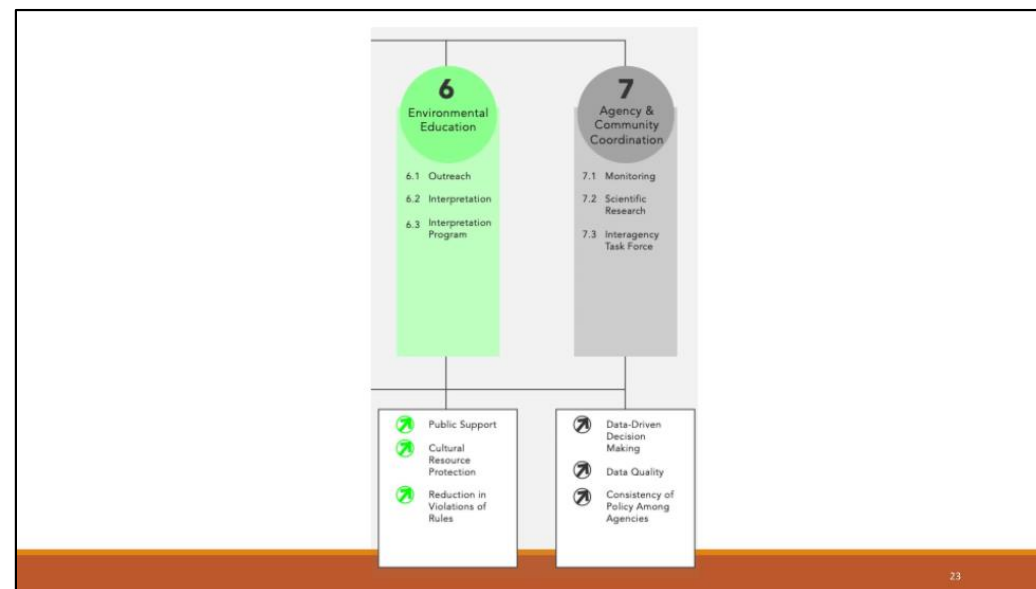 6
Environmental
Education
6.1 Outreach
6.2 Interpretation
6.3 Interpretation
Program
Public Support
Cultural
Resource
Protection
Reduction in
Violations of
Rules
7
Agency &
Community
Coordination
7.1 Monitoring
7.2 Scientific
Research
7.3 Interagency
Task Force
Data-Driven
Decision
Making
Data Quality
Consistency of
Policy Among
Agencies
23